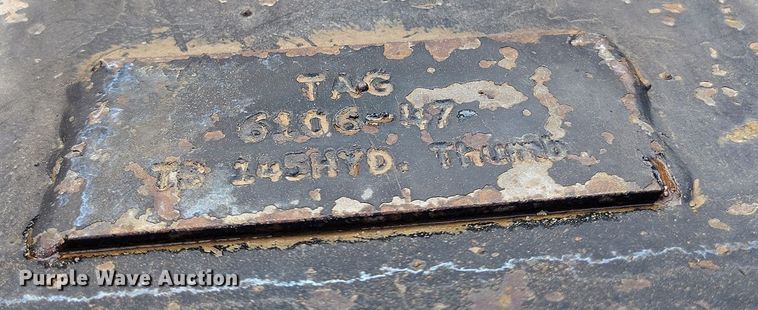 TAG
6106-47
TB 145HYD. THUMB
Purple Wave Auction